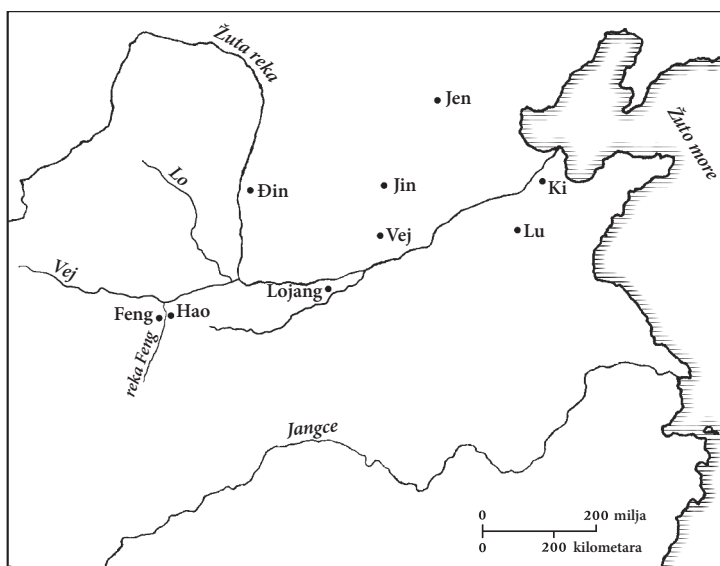 Žuta reka
Jen
Žuto more
Lo
Đin
Jin
Ki
Vej
Lu
Vej
Lojang
Feng
Hao
reka Feng
Jangce
0 200 milja
0 200 kilometara